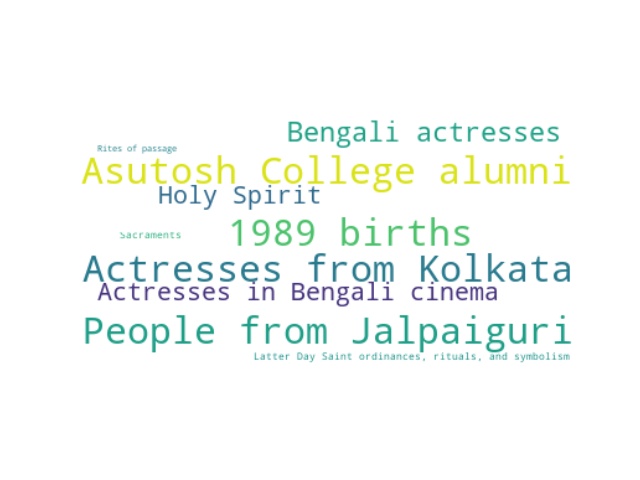 Bengali actresses
Rites of passage
Asutosh College alumni
Holy Spirit
Sacraments
1989 births
Actresses from Kolkata
Actresses in Bengali cinema
People from Jalpaiguri
Latter Day Saint ordinances, rituals, and symbolism